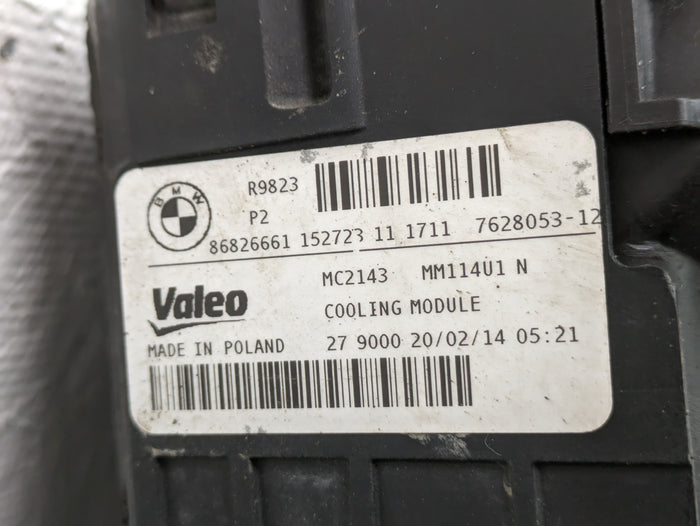 BMW
R9823
P2
86826661 152723 11 1711 7628053-12
MC2143 MM114U1 N
Valeo
COOLING MODULE
MADE IN POLAND 27 9000 20/02/14 05:21